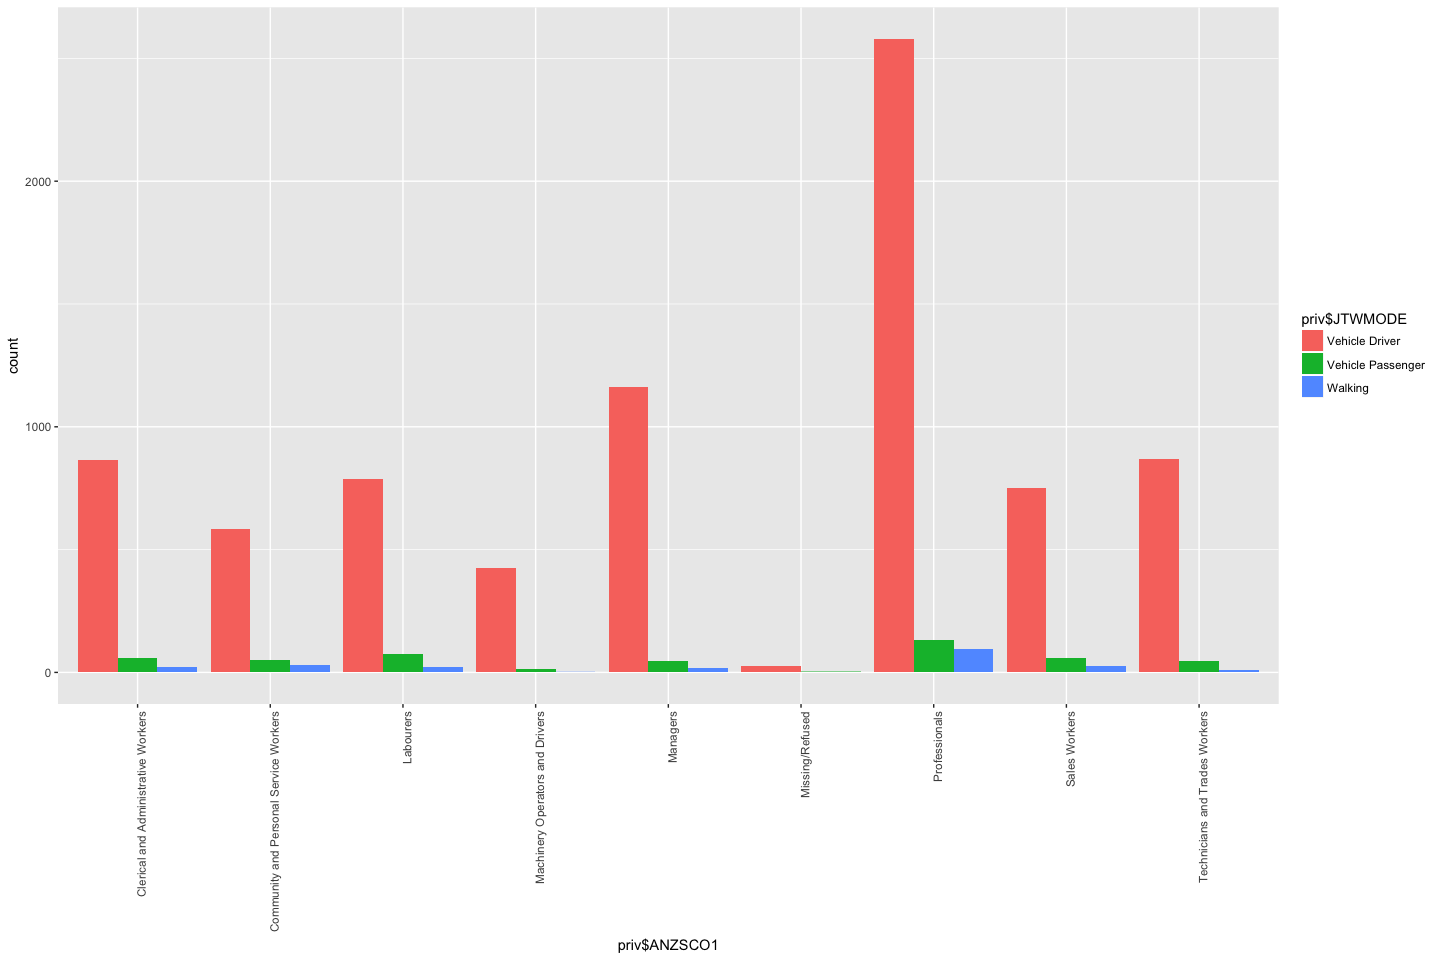 2000
1000
0
count
Clerical and Administrative Workers
Community and Personal Service Workers
Labourers
Machinery Operators and Drivers
Managers
Missing/Refused
Professionals
Sales Workers
Technicians and Trades Workers
priv$ANZSCO1
priv$JTWMODE
Vehicle Driver
Vehicle Passenger
Walking